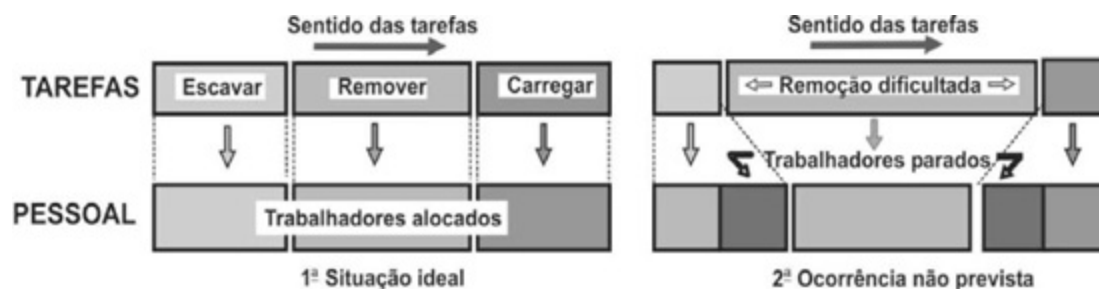 Sentido das tarefas
TAREFAS
Escavar
Remover
Carregar
PESSOAL
Trabalhadores alocados
1ª Situação ideal
Sentido das tarefas
Remoção dificultada
Trabalhadores parados
2ª Ocorrência não prevista